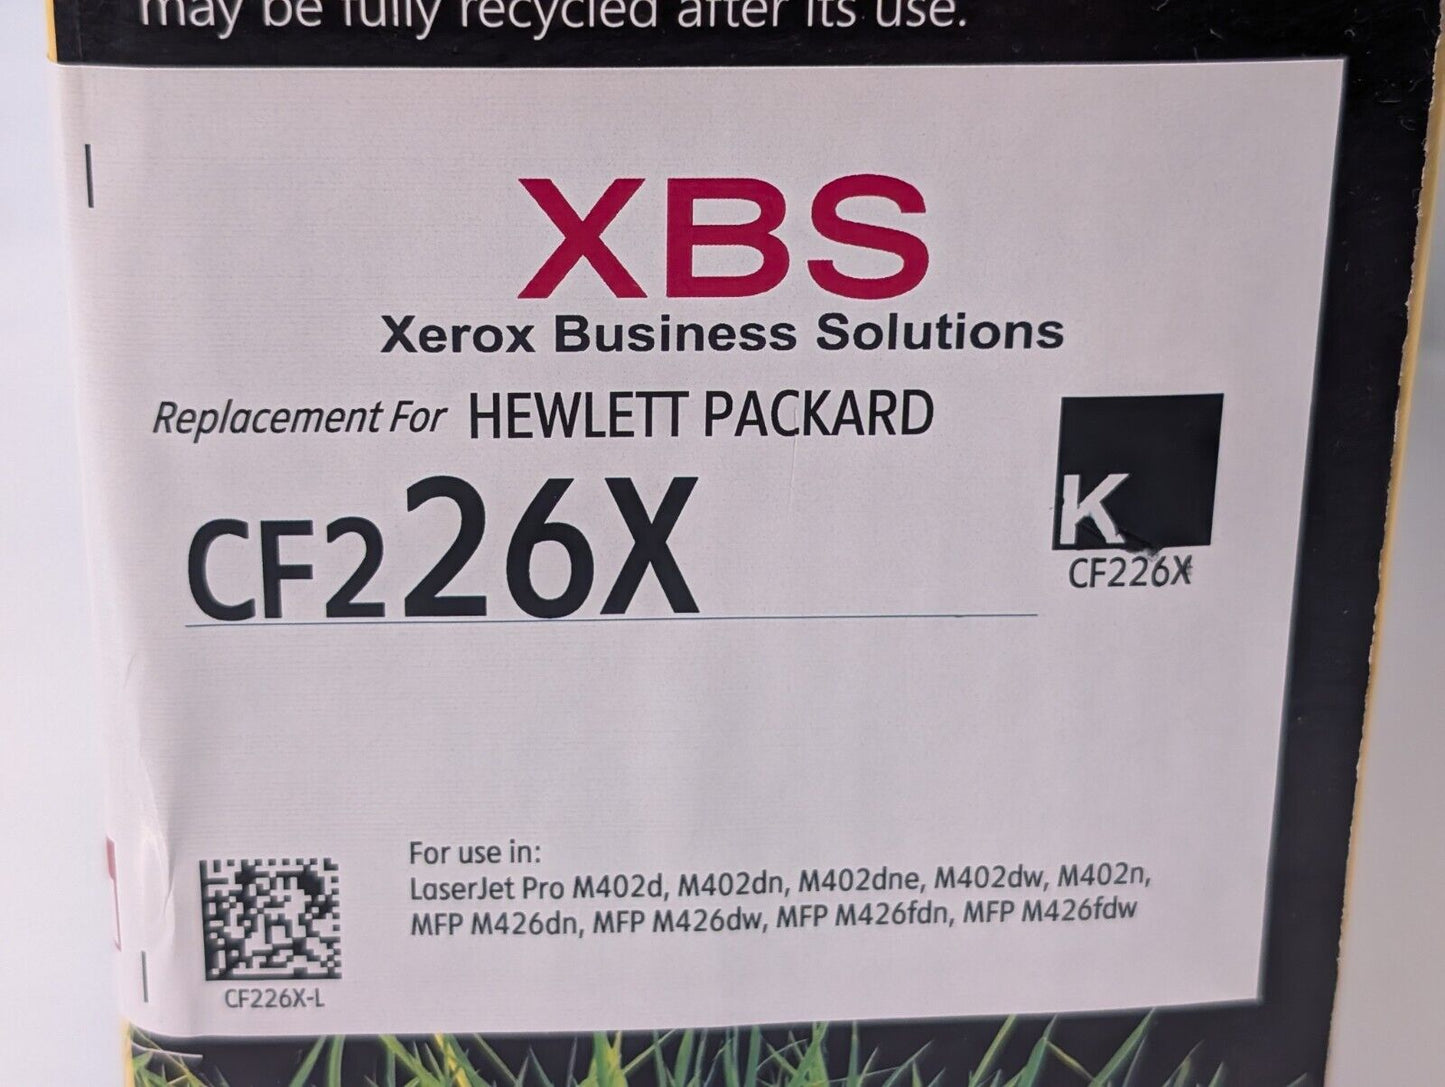 may be fully recycled after its use.
XBS
Xerox Business Solutions
Replacement For HEWLETT PACKARD
CF226X
K
CF226X
For use in:
LaserJet Pro M402d, M402dn, M402dne, M402dw, M402n,
MFP M426dn, MFP M426dw, MFP M426fdn, MFP M426fdw
CF226X-L